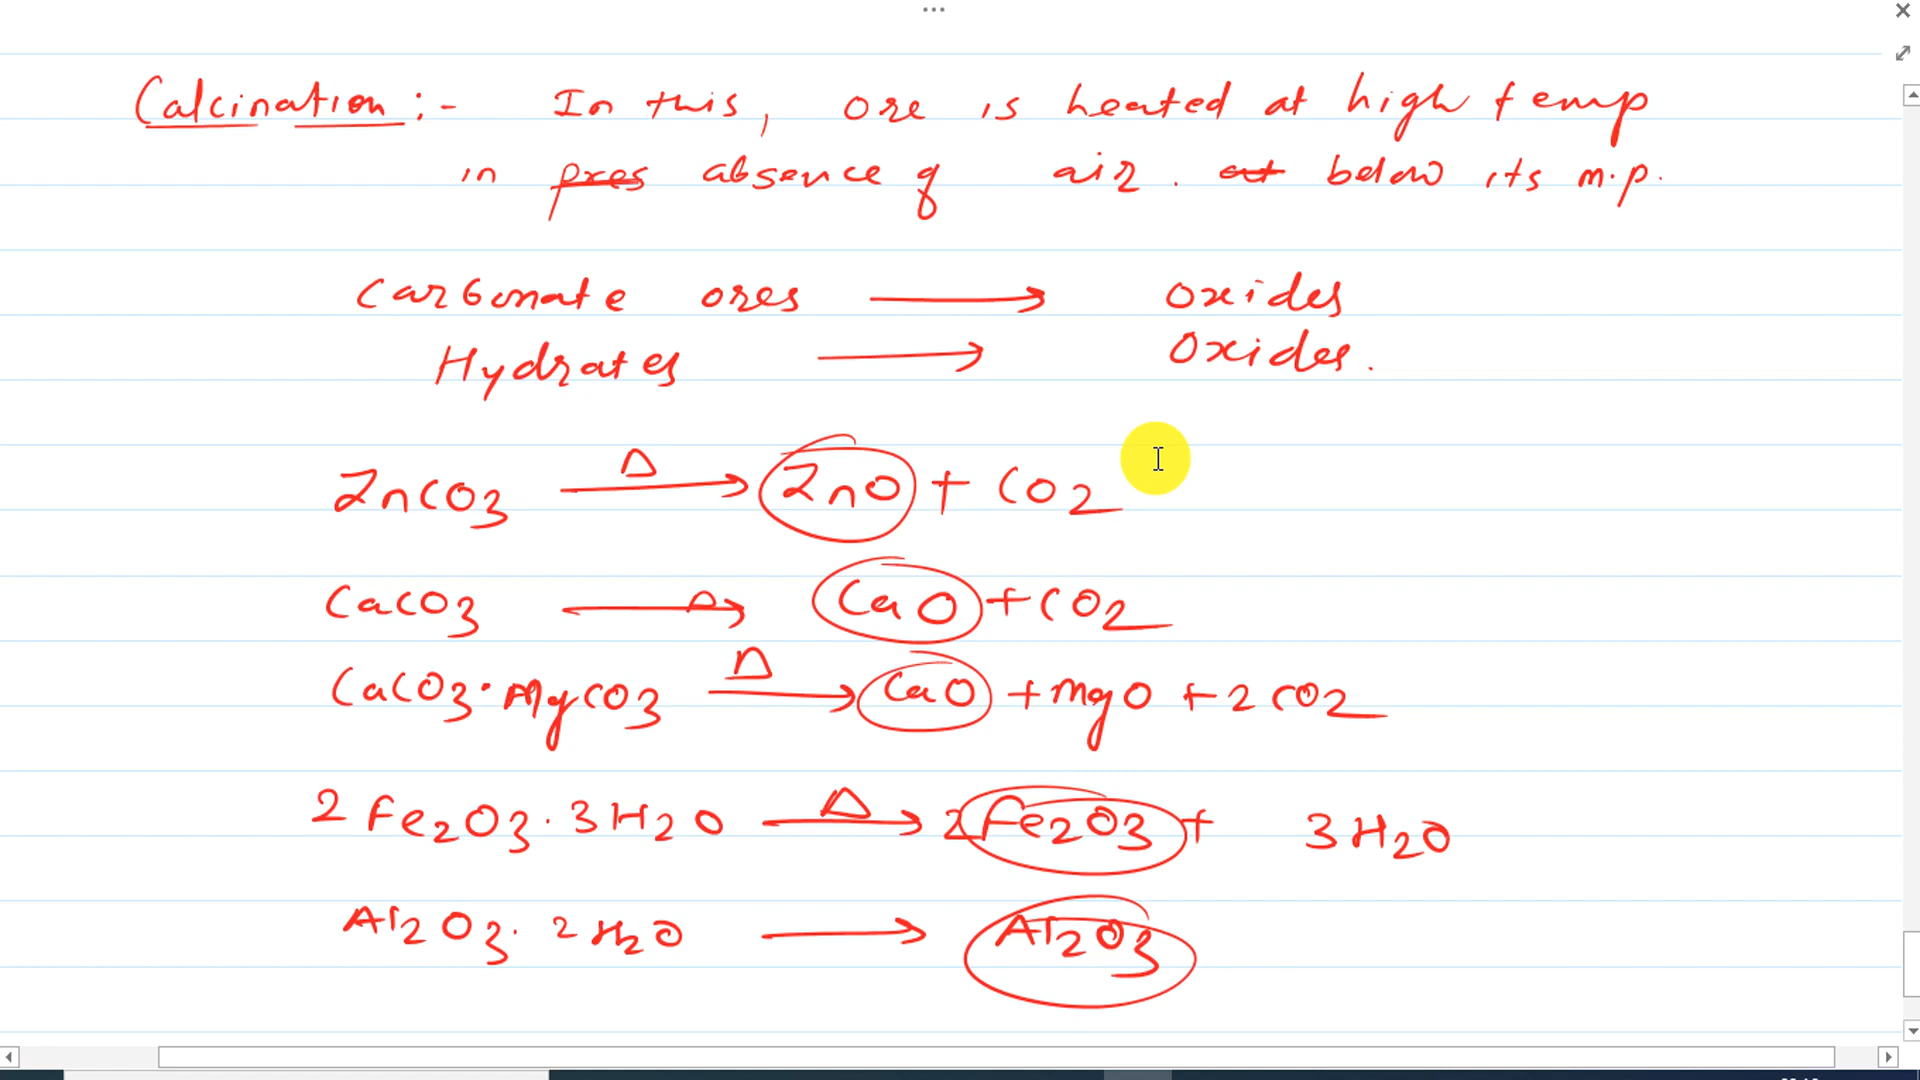 Calcination :- In this, ore is heated at high temp
in pres absence of air. at below its m.p.
Carbonate ores ⟶ Oxides
Hydrates ⟶ Oxides.
ZnCO3 Δ⟶ ZnO + CO2
CaCO3 Δ⟶ CaO + CO2
CaCO3·MgCO3 Δ⟶ CaO + MgO + 2CO2
2Fe2O3·3H2O Δ⟶ 2Fe2O3 + 3H2O
Al2O3·2H2O ⟶ Al2O3